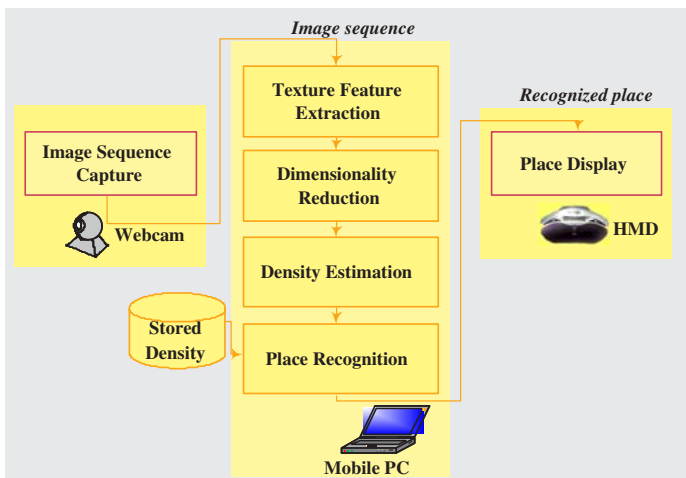 Image sequence
Texture Feature
Extraction
Recognized place
Image Sequence
Capture
Place Display
Dimensionality
Reduction
Webcam
HMD
Density Estimation
Stored
Density
Place Recognition
Mobile PC